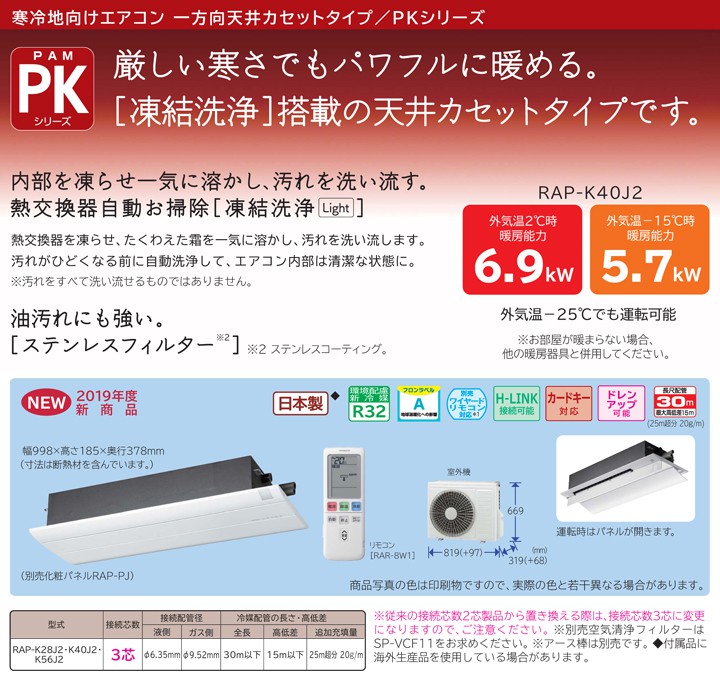 寒冷地向けエアコン 一方向天井カセットタイプ／PKシリーズ
PAM
PK
シリーズ
厳しい寒さでもパワフルに暖める。
[凍結洗浄]搭載の天井カセットタイプです。
内部を凍らせ一気に溶かし、汚れを洗い流す。
熱交換器自動お掃除[凍結洗浄 Light]
熱交換器を凍らせ、たくわえた霜を一気に溶かし、汚れを洗い流します。
汚れがひどくなる前に自動洗浄して、エアコン内部は清潔な状態に。
※汚れをすべて洗い流せるものではありません。
油汚れにも強い。
[ステンレスフィルター※2] ※2 ステンレスコーティング。
RAP-K40J2
外気温2℃時
暖房能力
6.9kW
外気温－15℃時
暖房能力
5.7kW
外気温－25℃でも運転可能
※お部屋が暖まらない場合、
他の暖房器具と併用してください。
NEW 2019年度
新商品
日本製◆
環境配慮
新冷媒
R32
フロンラベル
A
地球温暖化への影響
別売
ワイヤード
リモコン
対応※1
H-LINK
接続可能
カードキー
対応
ドレン
アップ
可能
長尺配管
30m
最大高低差15m
(25m超分 20g/m)
幅998×高さ185×奥行378mm
(寸法は断熱材を含んでいます。)
(別売化粧パネルRAP-PJ)
リモコン
[RAR-8W1]
室外機
669
819(+97)
(mm)
319(+68)
運転時はパネルが開きます。
商品写真の色は印刷物ですので、実際の色と若干異なる場合があります。
型式 接続芯数 接続配管径 冷媒配管の長さ・高低差
液側 ガス側 全長 高低差 追加充填量
RAP-K28J2・K40J2・
K56J2
3芯 φ6.35mm φ9.52mm 30m以下 15m以下 25m超分 20g/m
※従来の接続芯数2芯製品から置き換える際は、接続芯数3芯に変更
になりますので、ご注意ください。※別売空気清浄フィルターは
SP-VCF11をお求めください。※アース棒は別売です。◆付属品に
海外生産品を使用している場合があります。